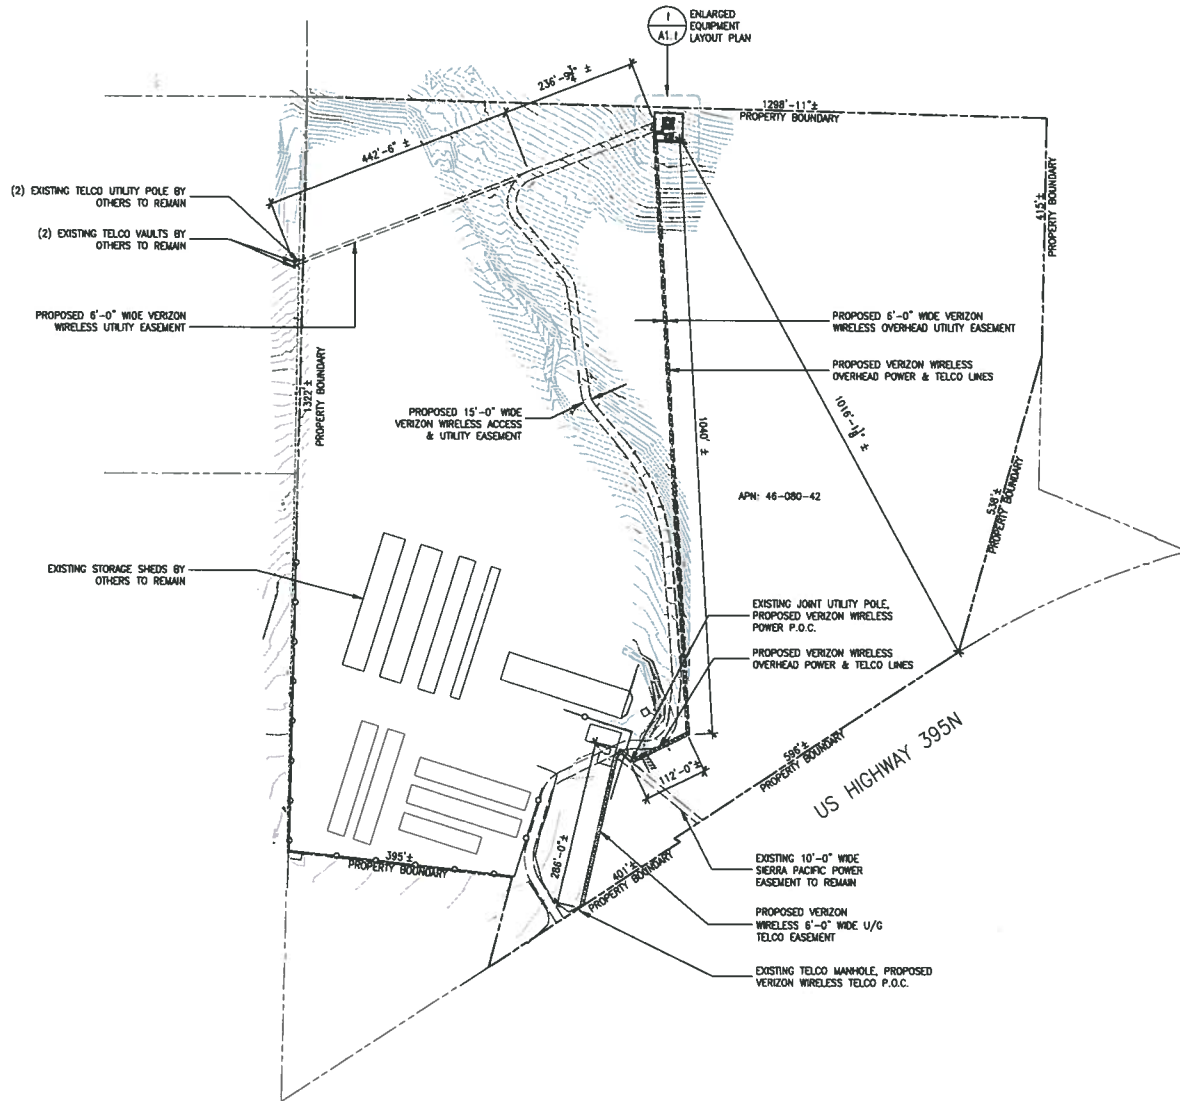 1
A1.1
ENLARGED
EQUIPMENT
LAYOUT PLAN
236'-9¾" ±
1298'-11"±
PROPERTY BOUNDARY
442'-6" ±
415'±
PROPERTY BOUNDARY
(2) EXISTING TELCO UTILITY POLE BY
OTHERS TO REMAIN
(2) EXISTING TELCO VAULTS BY
OTHERS TO REMAIN
PROPOSED 6'-0" WIDE VERIZON
WIRELESS UTILITY EASEMENT
PROPOSED 6'-0" WIDE VERIZON
WIRELESS OVERHEAD UTILITY EASEMENT
PROPOSED VERIZON WIRELESS
OVERHEAD POWER & TELCO LINES
1322'±
PROPERTY BOUNDARY
PROPOSED 15'-0" WIDE
VERIZON WIRELESS ACCESS
& UTILITY EASEMENT
1040' ±
APN: 46-080-42
538'±
PROPERTY BOUNDARY
EXISTING STORAGE SHEDS BY
OTHERS TO REMAIN
EXISTING JOINT UTILITY POLE,
PROPOSED VERIZON WIRELESS
POWER P.O.C.
PROPOSED VERIZON WIRELESS
OVERHEAD POWER & TELCO LINES
596'±
PROPERTY BOUNDARY
US HIGHWAY 395N
112'-0"±
286'-0"±
395'±
PROPERTY BOUNDARY
401'±
PROPERTY BOUNDARY
EXISTING 10'-0" WIDE
SIERRA PACIFIC POWER
EASEMENT TO REMAIN
PROPOSED VERIZON
WIRELESS 6'-0" WIDE U/G
TELCO EASEMENT
EXISTING TELCO MANHOLE, PROPOSED
VERIZON WIRELESS TELCO P.O.C.